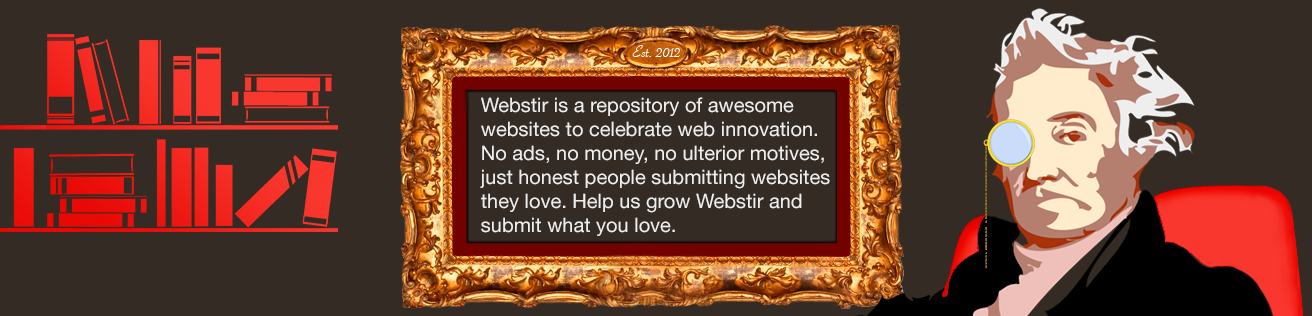 Est. 2012
Webstir is a repository of awesome
websites to celebrate web innovation.
No ads, no money, no ulterior motives,
just honest people submitting websites
they love. Help us grow Webstir and
submit what you love.